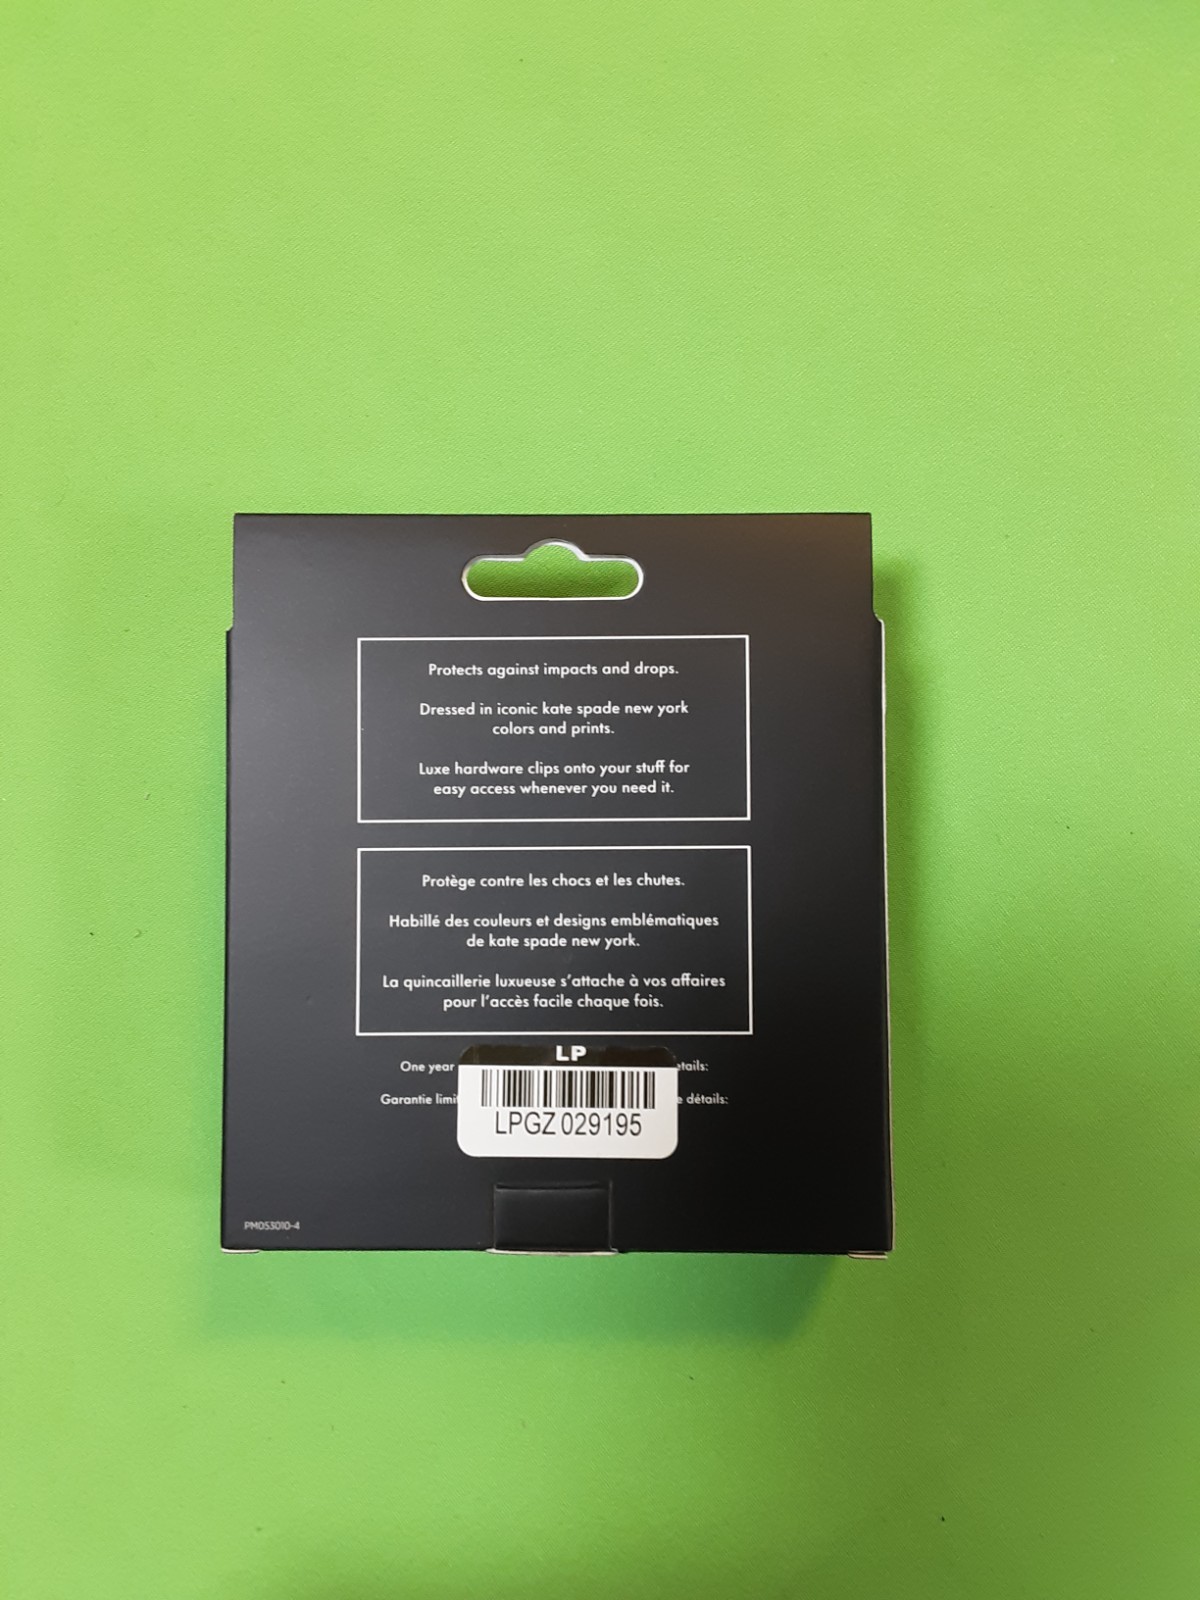 Protects against impacts and drops.
Dressed in iconic kate spade new york
colors and prints.
Luxe hardware clips onto your stuff for
easy access whenever you need it.
Protège contre les chocs et les chutes.
Habillé des couleurs et designs emblématiques
de kate spade new york.
La quincaillerie luxueuse s'attache à vos affaires
pour l'accès facile chaque fois.
One year
Garantie détails:
LP
LPGZ 029195
PM053010-4